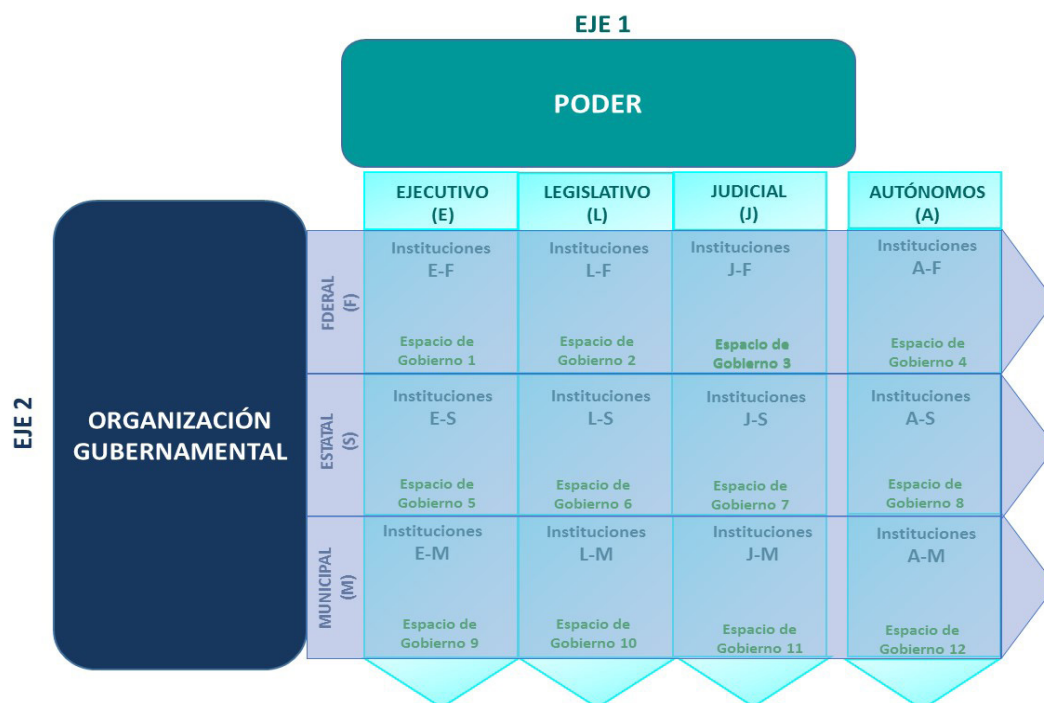 EJE 1
PODER
EJECUTIVO
(E)
LEGISLATIVO
(L)
JUDICIAL
(J)
AUTÓNOMOS
(A)
EJE 2
ORGANIZACIÓN
GUBERNAMENTAL
FDERAL
(F)
Instituciones
E-F
Espacio de
Gobierno 1
Instituciones
L-F
Espacio de
Gobierno 2
Instituciones
J-F
Espacio de
Gobierno 3
Instituciones
A-F
Espacio de
Gobierno 4
ESTATAL
(S)
Instituciones
E-S
Espacio de
Gobierno 5
Instituciones
L-S
Espacio de
Gobierno 6
Instituciones
J-S
Espacio de
Gobierno 7
Instituciones
A-S
Espacio de
Gobierno 8
MUNICIPAL
(M)
Instituciones
E-M
Espacio de
Gobierno 9
Instituciones
L-M
Espacio de
Gobierno 10
Instituciones
J-M
Espacio de
Gobierno 11
Instituciones
A-M
Espacio de
Gobierno 12